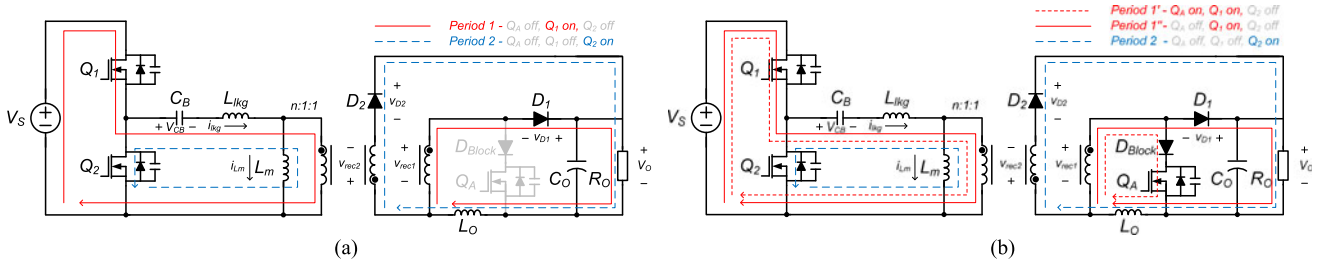 Period 1 - QA off, Q1 on, Q2 off
Period 2 - QA off, Q1 off, Q2 on
Q1
VS
CB
Llkg
n:1:1
+ VCB −
ilkg
Q2
iLm
Lm
−
vrec2
+
D2
+
vD2
−
+
vrec1
−
D1
− vD1 +
DBlock
QA
CO
RO
+
VO
−
LO
(a)
Period 1' - QA on, Q1 on, Q2 off
Period 1" - QA off, Q1 on, Q2 off
Period 2 - QA off, Q1 off, Q2 on
Q1
VS
CB
Llkg
n:1:1
+ VCB −
ilkg
Q2
iLm
Lm
−
vrec2
+
D2
+
vD2
−
+
vrec1
−
D1
− vD1 +
DBlock
QA
CO
RO
+
VO
−
LO
(b)